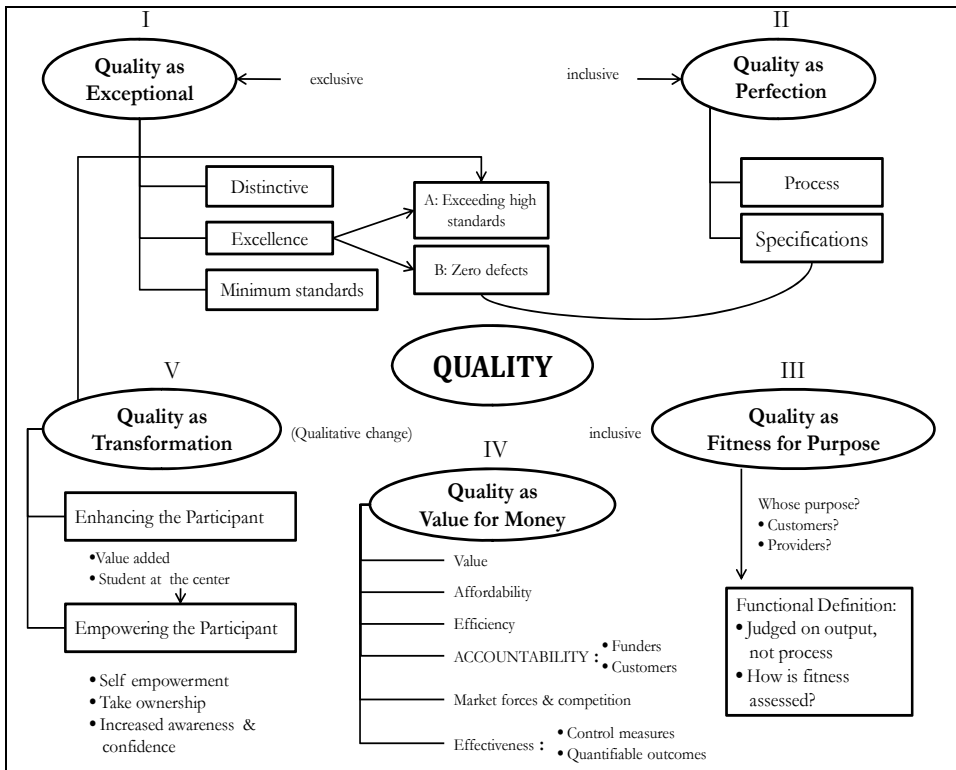 I
Quality as
Exceptional
exclusive
Distinctive
Excellence
Minimum standards
A: Exceeding high
standards
B: Zero defects
II
inclusive
Quality as
Perfection
Process
Specifications
QUALITY
V
Quality as
Transformation
(Qualitative change)
Enhancing the Participant
•Value added
• Student at the center
Empowering the Participant
• Self empowerment
• Take ownership
• Increased awareness &
confidence
IV
Quality as
Value for Money
Value
Affordability
Efficiency
ACCOUNTABILITY :
• Funders
• Customers
Market forces & competition
Effectiveness :
• Control measures
• Quantifiable outcomes
III
inclusive
Quality as
Fitness for Purpose
Whose purpose?
• Customers?
• Providers?
Functional Definition:
• Judged on output,
not process
• How is fitness
assessed?